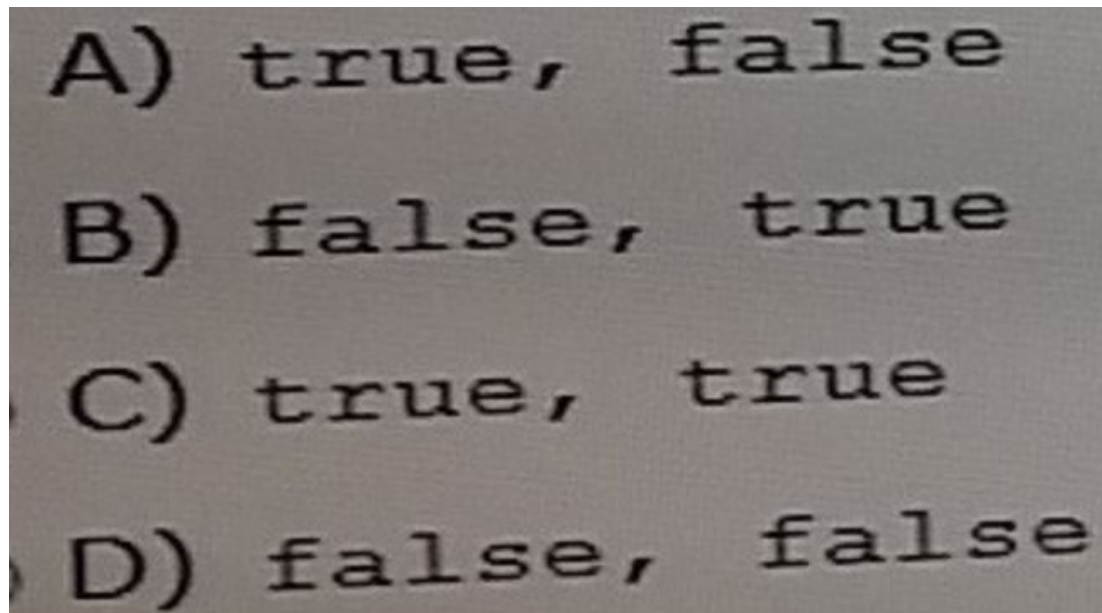 A) true, false
B) false, true
C) true, true
D) false, false